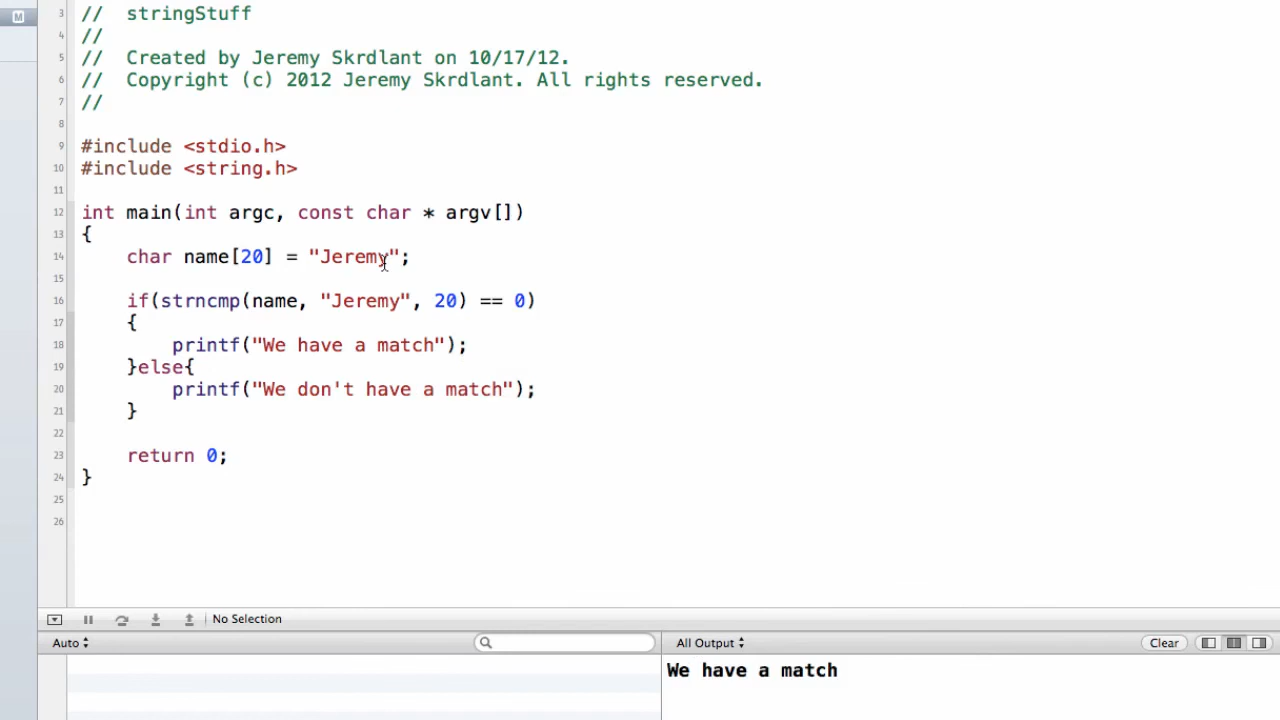 M
3 // stringStuff
4 //
5 // Created by Jeremy Skrdlant on 10/17/12.
6 // Copyright (c) 2012 Jeremy Skrdlant. All rights reserved.
7 //
8
9 #include <stdio.h>
10 #include <string.h>
11
12 int main(int argc, const char * argv[])
13 {
14     char name[20] = "Jeremy";
15
16     if(strncmp(name, "Jeremy", 20) == 0)
17     {
18         printf("We have a match");
19     }else{
20         printf("We don't have a match");
21     }
22
23     return 0;
24 }
25
26
No Selection
Auto All Output Clear
We have a match